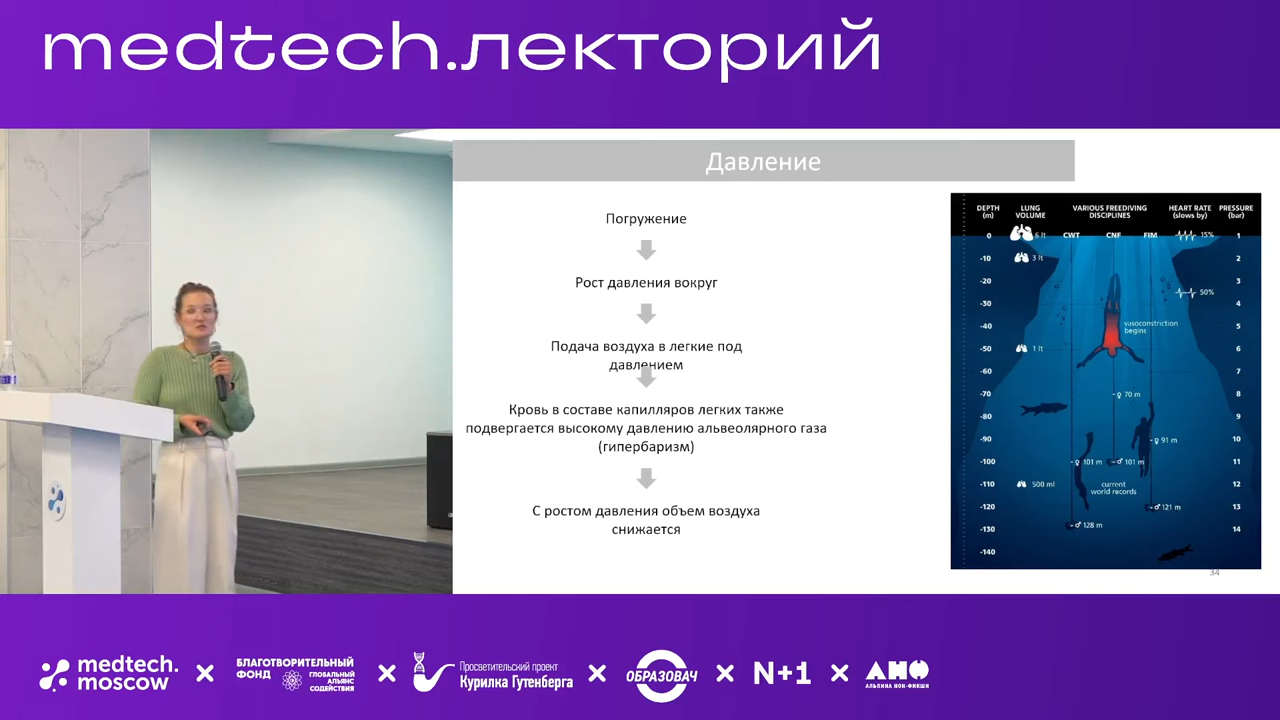 medtech.лекторий
Давление
Погружение
Рост давления вокруг
Подача воздуха в легкие под
давлением
Кровь в составе капилляров легких также
подвергается высокому давлению альвеолярного газа
(гипербаризм)
С ростом давления объем воздуха
снижается
DEPTH
(m)
LUNG
VOLUME
VARIOUS FREEDIVING
DISCIPLINES
HEART RATE
(slows by)
PRESSURE
(bar)
0 6 lt CWT CNF FIM 15% 1
-10 3 lt 2
-20 3
-30 50% 4
-40 vasoconstriction 5
begins
-50 1 lt 6
-60 7
-70 ♀ 70 m 8
-80 9
-90 ♀ 91 m 10
-100 ♀ 101 m ♂ 101 m 11
-110 500 ml current 12
world records
-120 ♂ 121 m 13
-130 ♂ 128 m 14
-140
34
medtech.
moscow
×
БЛАГОТВОРИТЕЛЬНЫЙ
ФОНД
ГЛОБАЛЬНЫЙ
АЛЬЯНС
СОДЕЙСТВИЯ
×
Просветительский проект
Курилка Гутенберга
×
ОБРАЗОВАЧ
×
N+1
×
АНФ
АЛЬПИНА НОН-ФИКШН